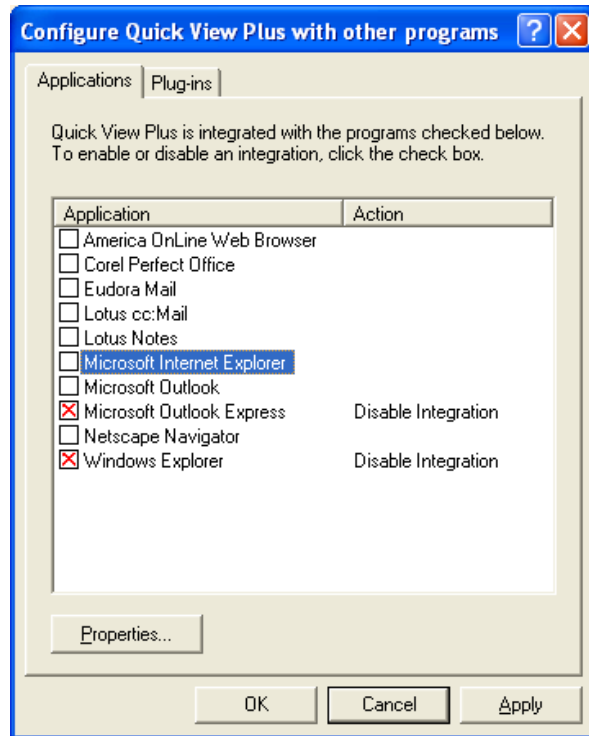 Configure Quick View Plus with other programs
Applications
Plug-ins
Quick View Plus is integrated with the programs checked below.
To enable or disable an integration, click the check box.
Application Action
America OnLine Web Browser
Corel Perfect Office
Eudora Mail
Lotus cc:Mail
Lotus Notes
Microsoft Internet Explorer
Microsoft Outlook
Microsoft Outlook Express Disable Integration
Netscape Navigator
Windows Explorer Disable Integration
Properties...
OK Cancel Apply